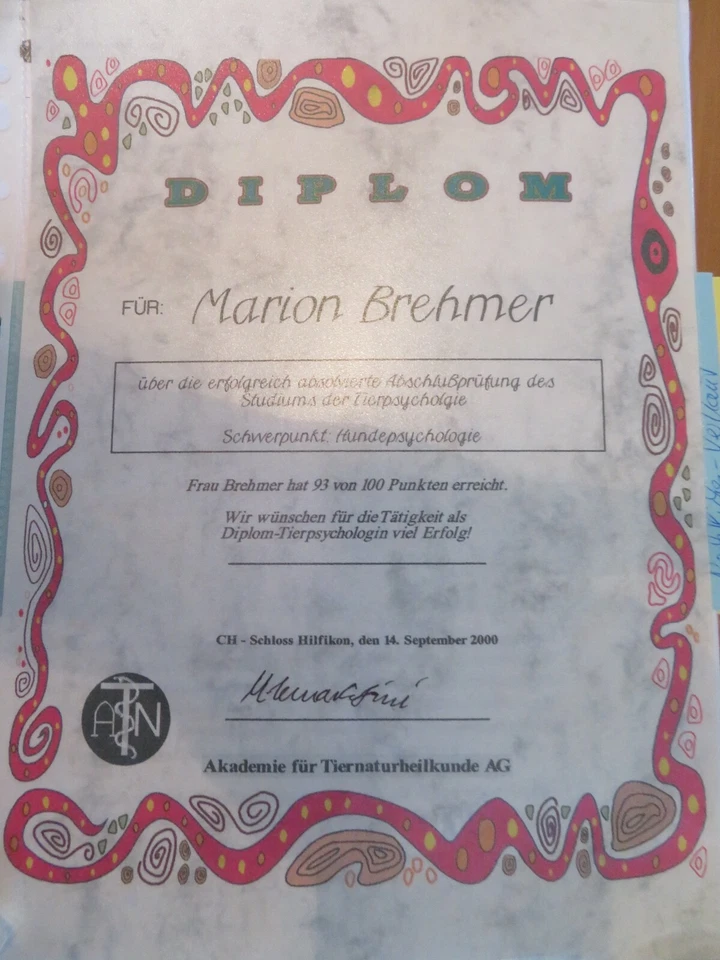 DIPLOM
FÜR: Marion Brehmer
über die erfolgreich absolvierte Abschlußprüfung des
Studiums der Tierpsycholgie
Schwerpunkt: Hundepsychologie
Frau Brehmer hat 93 von 100 Punkten erreicht.
Wir wünschen für die Tätigkeit als
Diplom-Tierpsychologin viel Erfolg!
CH - Schloss Hilfikon, den 14. September 2000
ATN
Akademie für Tiernaturheilkunde AG